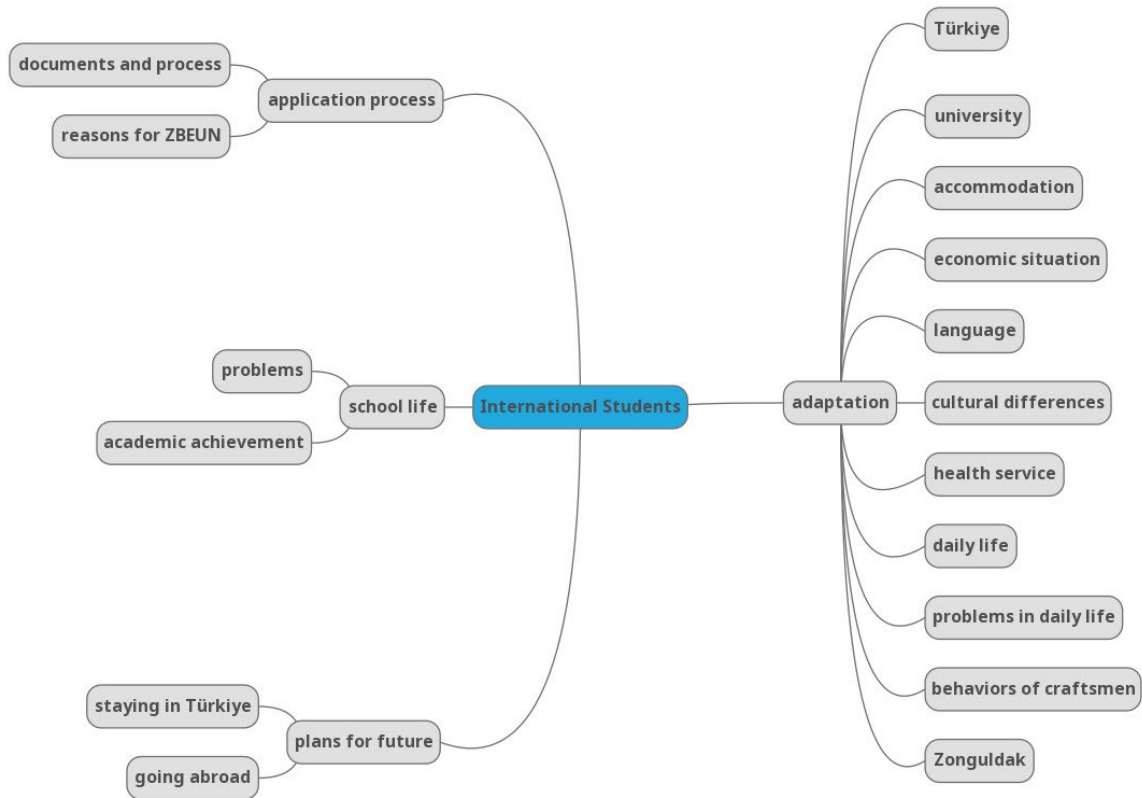 documents and process
application process
reasons for ZBEUN
problems
school life
academic achievement
staying in Türkiye
plans for future
going abroad
International Students
adaptation
Türkiye
university
accommodation
economic situation
language
cultural differences
health service
daily life
problems in daily life
behaviors of craftsmen
Zonguldak